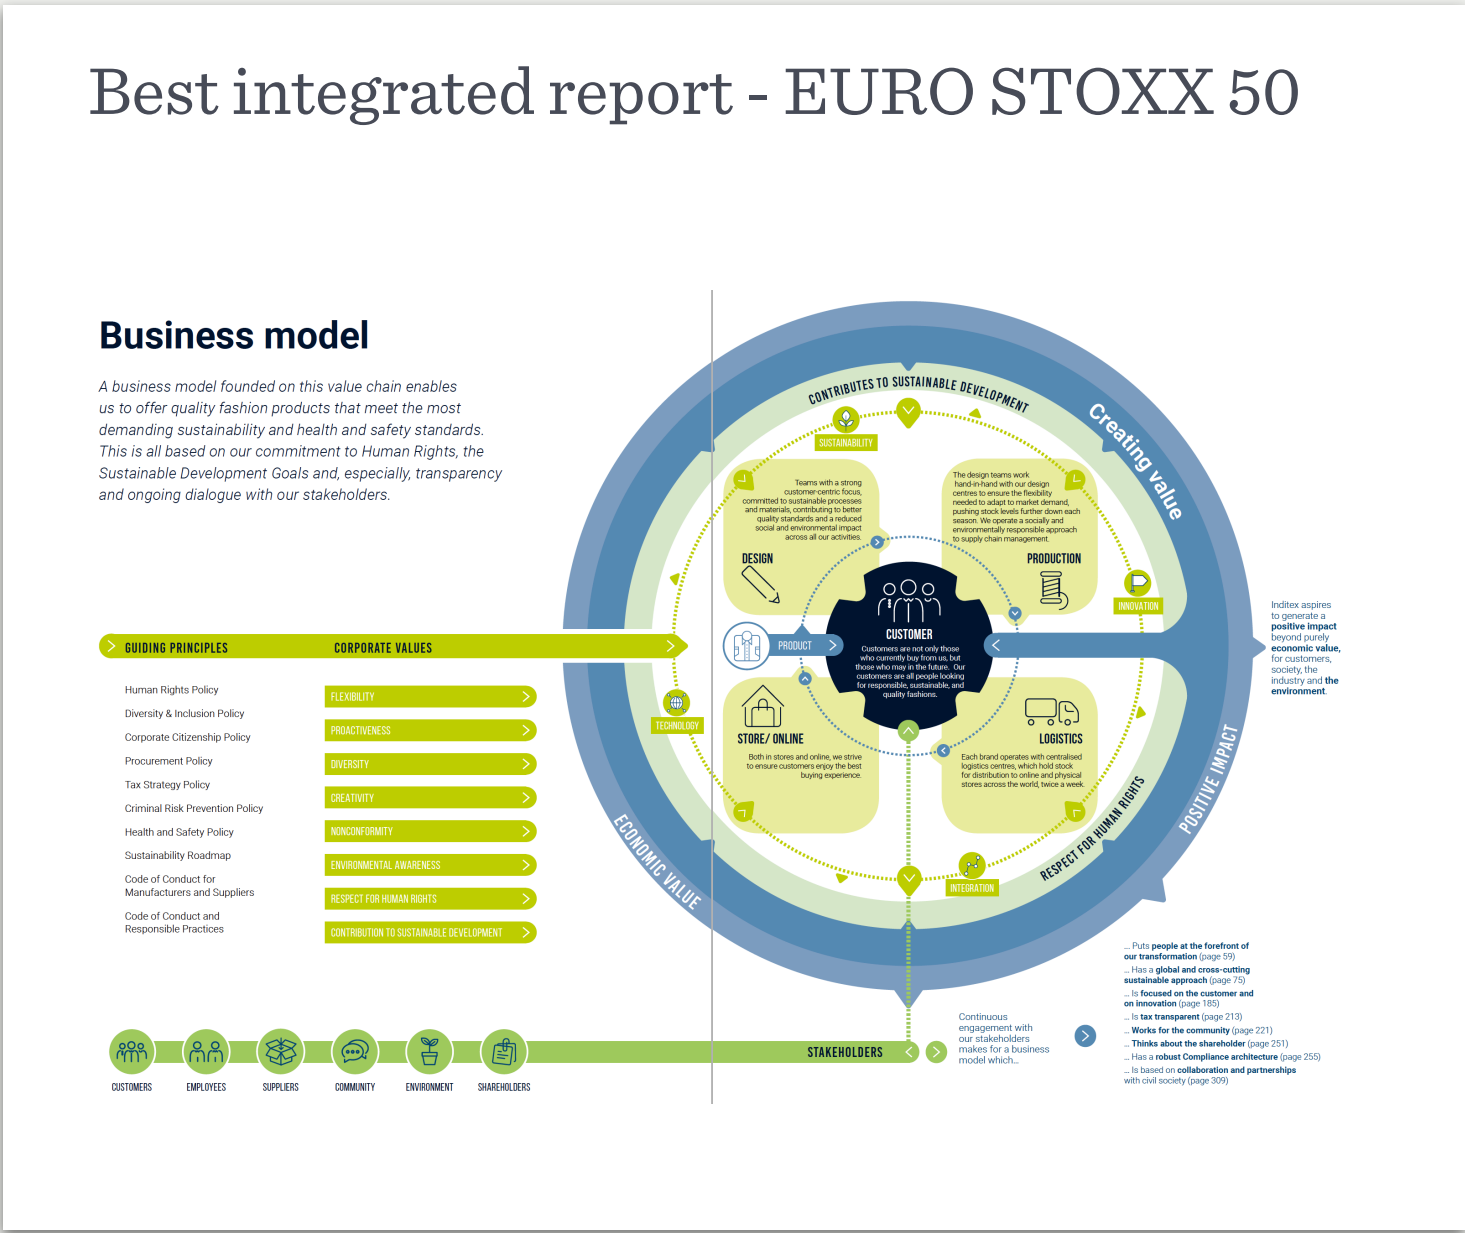 Best integrated report - EURO STOXX 50
Business model
A business model founded on this value chain enables
us to offer quality fashion products that meet the most
demanding sustainability and health and safety standards.
This is all based on our commitment to Human Rights, the
Sustainable Development Goals and, especially, transparency
and ongoing dialogue with our stakeholders.
GUIDING PRINCIPLES
Human Rights Policy
Diversity & Inclusion Policy
Corporate Citizenship Policy
Procurement Policy
Tax Strategy Policy
Criminal Risk Prevention Policy
Health and Safety Policy
Sustainability Roadmap
Code of Conduct for
Manufacturers and Suppliers
Code of Conduct and
Responsible Practices
CORPORATE VALUES
FLEXIBILITY
PROACTIVENESS
DIVERSITY
CREATIVITY
NONCONFORMITY
ENVIRONMENTAL AWARENESS
RESPECT FOR HUMAN RIGHTS
CONTRIBUTION TO SUSTAINABLE DEVELOPMENT
CONTRIBUTES TO SUSTAINABLE DEVELOPMENT
Creating value
SUSTAINABILITY
INNOVATION
TECHNOLOGY
INTEGRATION
RESPECT FOR HUMAN RIGHTS
POSITIVE IMPACT
ECONOMIC VALUE
Teams with a strong
customer-centric focus,
committed to sustainable processes
and materials, contributing to better
quality standards and a reduced
social and environmental impact
across all our activities.
DESIGN
The design teams work
hand-in-hand with our design
centres to ensure the flexibility
needed to adapt to market demand,
pushing stock levels further down each
season. We operate a socially and
environmentally responsible approach
to supply chain management.
PRODUCTION
PRODUCT
CUSTOMER
Customers are not only those
who currently buy from us, but
those who may in the future. Our
customers are all people looking
for responsible, sustainable, and
quality fashions.
STORE/ ONLINE
Both in stores and online, we strive
to ensure customers enjoy the best
buying experience.
LOGISTICS
Each brand operates with centralised
logistics centres, which hold stock
for distribution to online and physical
stores across the world, twice a week.
Inditex aspires
to generate a
positive impact
beyond purely
economic value,
for customers,
society, the
industry and the
environment.
CUSTOMERS
EMPLOYEES
SUPPLIERS
COMMUNITY
ENVIRONMENT
SHAREHOLDERS
STAKEHOLDERS
Continuous
engagement with
our stakeholders
makes for a business
model which...
... Puts people at the forefront of
our transformation (page 59)
... Has a global and cross-cutting
sustainable approach (page 75)
... Is focused on the customer and
on innovation (page 185)
... Is tax transparent (page 213)
... Works for the community (page 221)
... Thinks about the shareholder (page 251)
... Has a robust Compliance architecture (page 255)
... Is based on collaboration and partnerships
with civil society (page 309)